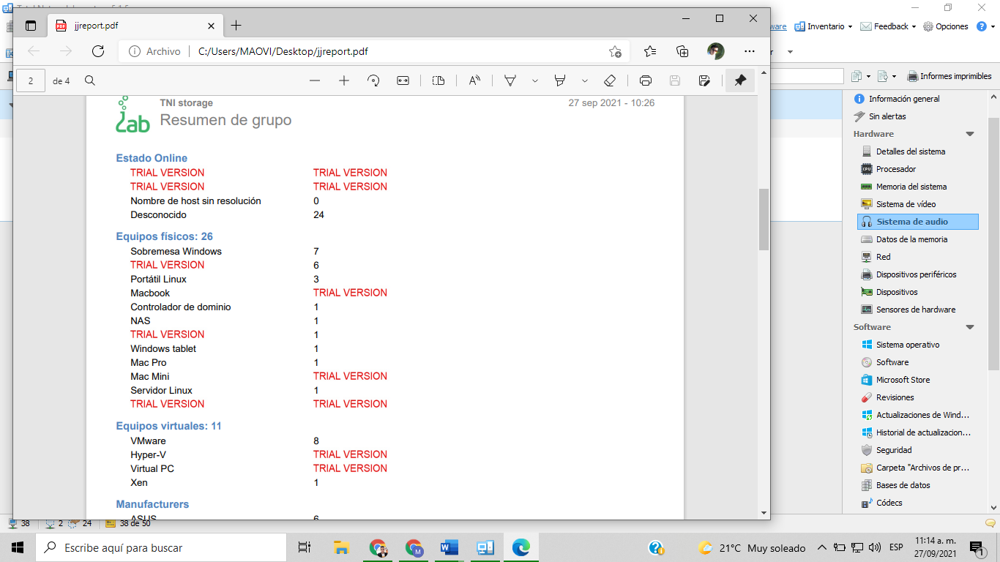 jjreport.pdf
ware
Inventario
Feedback
Opciones
Archivo
C:/Users/MAOVI/Desktop/jjreport.pdf
2 de 4
Informes imprimibles
lab
TNI storage
27 sep 2021 - 10:26
Resumen de grupo
Estado Online
TRIAL VERSION TRIAL VERSION
TRIAL VERSION TRIAL VERSION
Nombre de host sin resolución 0
Desconocido 24
Equipos físicos: 26
Sobremesa Windows 7
TRIAL VERSION 6
Portátil Linux 3
Macbook TRIAL VERSION
Controlador de dominio 1
NAS 1
TRIAL VERSION 1
Windows tablet 1
Mac Pro 1
Mac Mini TRIAL VERSION
Servidor Linux 1
TRIAL VERSION TRIAL VERSION
Equipos virtuales: 11
VMware 8
Hyper-V TRIAL VERSION
Virtual PC TRIAL VERSION
Xen 1
Manufacturers
ASUS 6
Información general
Sin alertas
Hardware
Detalles del sistema
Procesador
Memoria del sistema
Sistema de vídeo
Sistema de audio
Datos de la memoria
Red
Dispositivos periféricos
Dispositivos
Sensores de hardware
Software
Sistema operativo
Software
Microsoft Store
Revisiones
Actualizaciones de Wind...
Historial de actualizacion...
Seguridad
Carpeta "Archivos de pr...
Bases de datos
Códecs
38
2
24
38 de 50
Escribe aquí para buscar
21°C Muy soleado
ESP
11:14 a. m.
27/09/2021
1